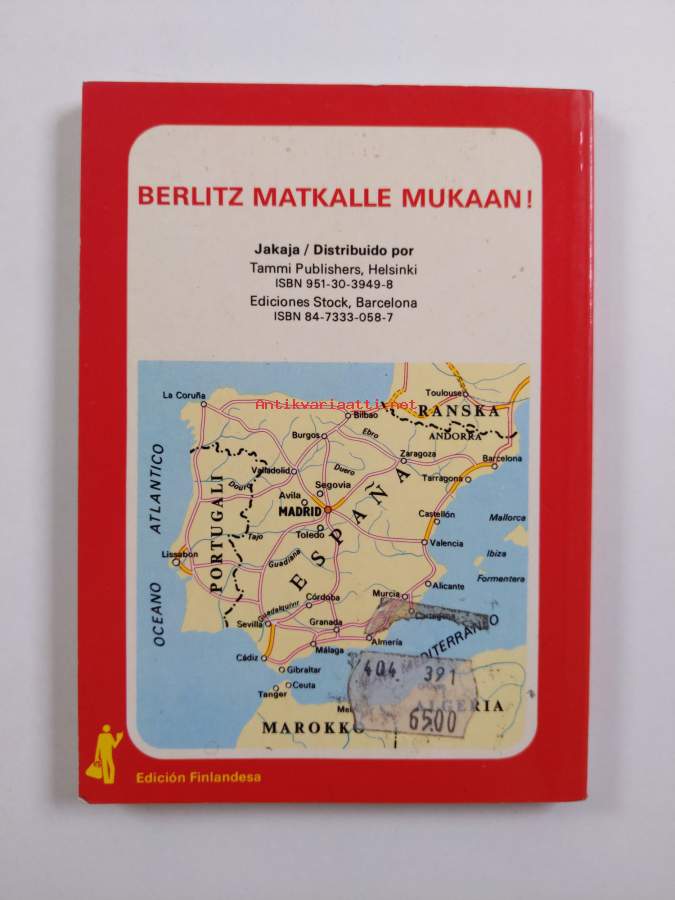 BERLITZ MATKALLE MUKAAN!
Jakaja / Distribuido por
Tammi Publishers, Helsinki
ISBN 951-30-3949-8
Ediciones Stock, Barcelona
ISBN 84-7333-058-7
La Coruña
Toulouse
Antikvariaatti.net
Bilbao
RANSKA
Burgos
Ebro
ANDORRA
Zaragoza
Barcelona
Valladolid
Duero
Tarragona
Segovia
Douro
Avila
MADRID
Castellón
Mallorca
Toledo
Tajo
Valencia
Ibiza
Lissabon
Guadiana
Formentera
PORTUGALI
ESPAÑA
OCEANO ATLANTICO
Alicante
Murcia
Córdoba
Guadalquivir
Sevilla
Granada
Almería
MEDITERRANEO
Málaga
Cádiz
Gibraltar
Ceuta
Tanger
404 391
6500
ALGERIA
MAROKKO
Edición Finlandesa